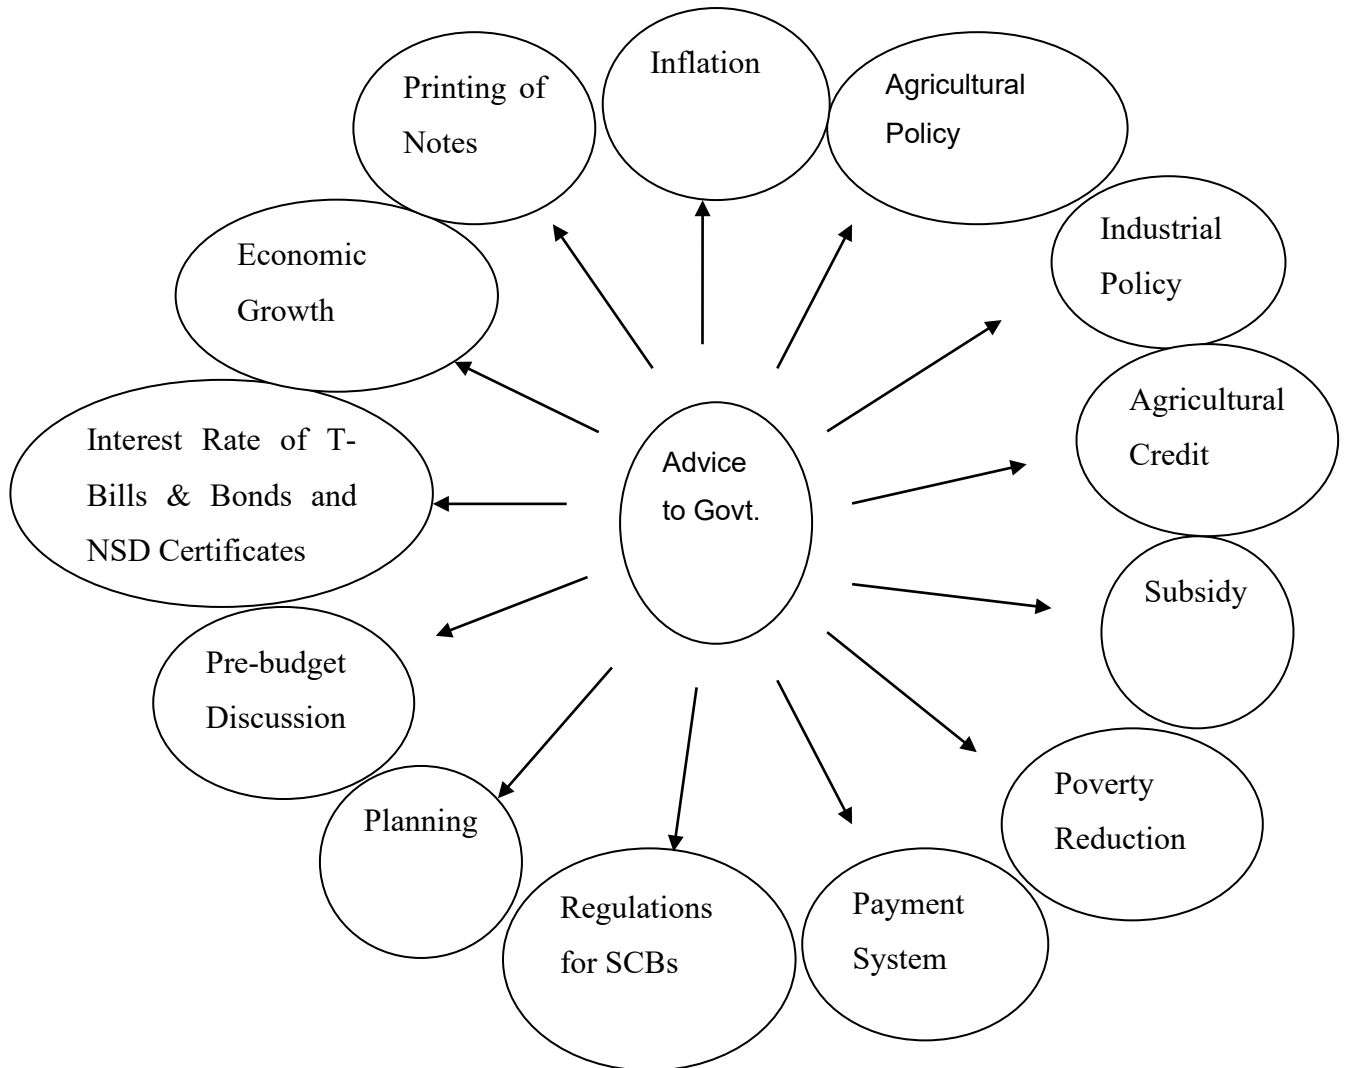 Inflation
Printing of
Notes
Agricultural
Policy
Industrial
Policy
Economic
Growth
Agricultural
Credit
Interest Rate of T-
Bills & Bonds and
NSD Certificates
Advice
to Govt.
Subsidy
Pre-budget
Discussion
Poverty
Reduction
Planning
Payment
System
Regulations
for SCBs